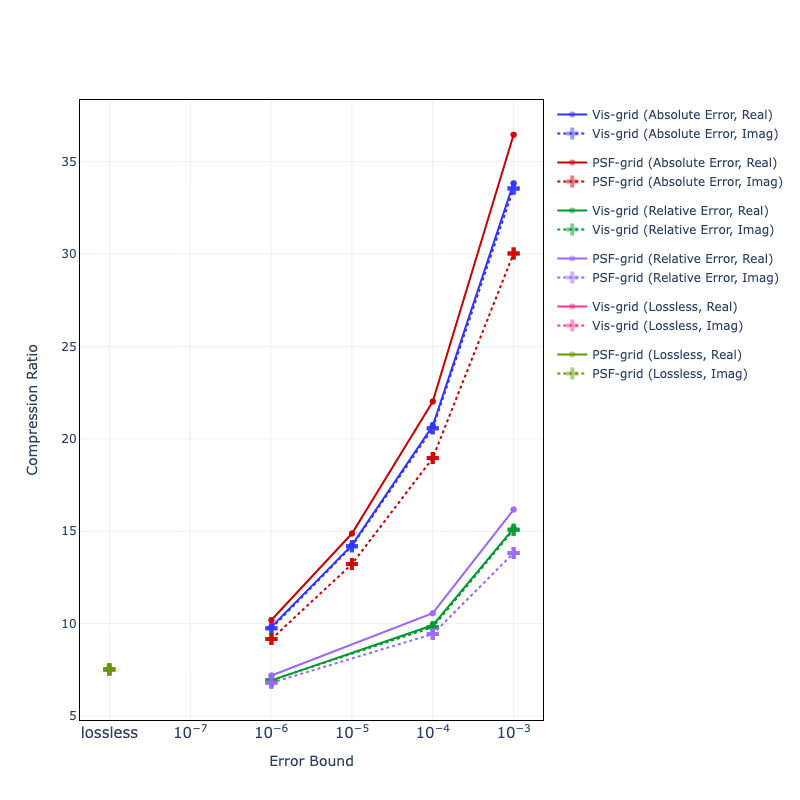 Compression Ratio
35
30
25
20
15
10
5
lossless
10⁻⁷
10⁻⁶
10⁻⁵
10⁻⁴
10⁻³
Error Bound
Vis-grid (Absolute Error, Real)
Vis-grid (Absolute Error, Imag)
PSF-grid (Absolute Error, Real)
PSF-grid (Absolute Error, Imag)
Vis-grid (Relative Error, Real)
Vis-grid (Relative Error, Imag)
PSF-grid (Relative Error, Real)
PSF-grid (Relative Error, Imag)
Vis-grid (Lossless, Real)
Vis-grid (Lossless, Imag)
PSF-grid (Lossless, Real)
PSF-grid (Lossless, Imag)